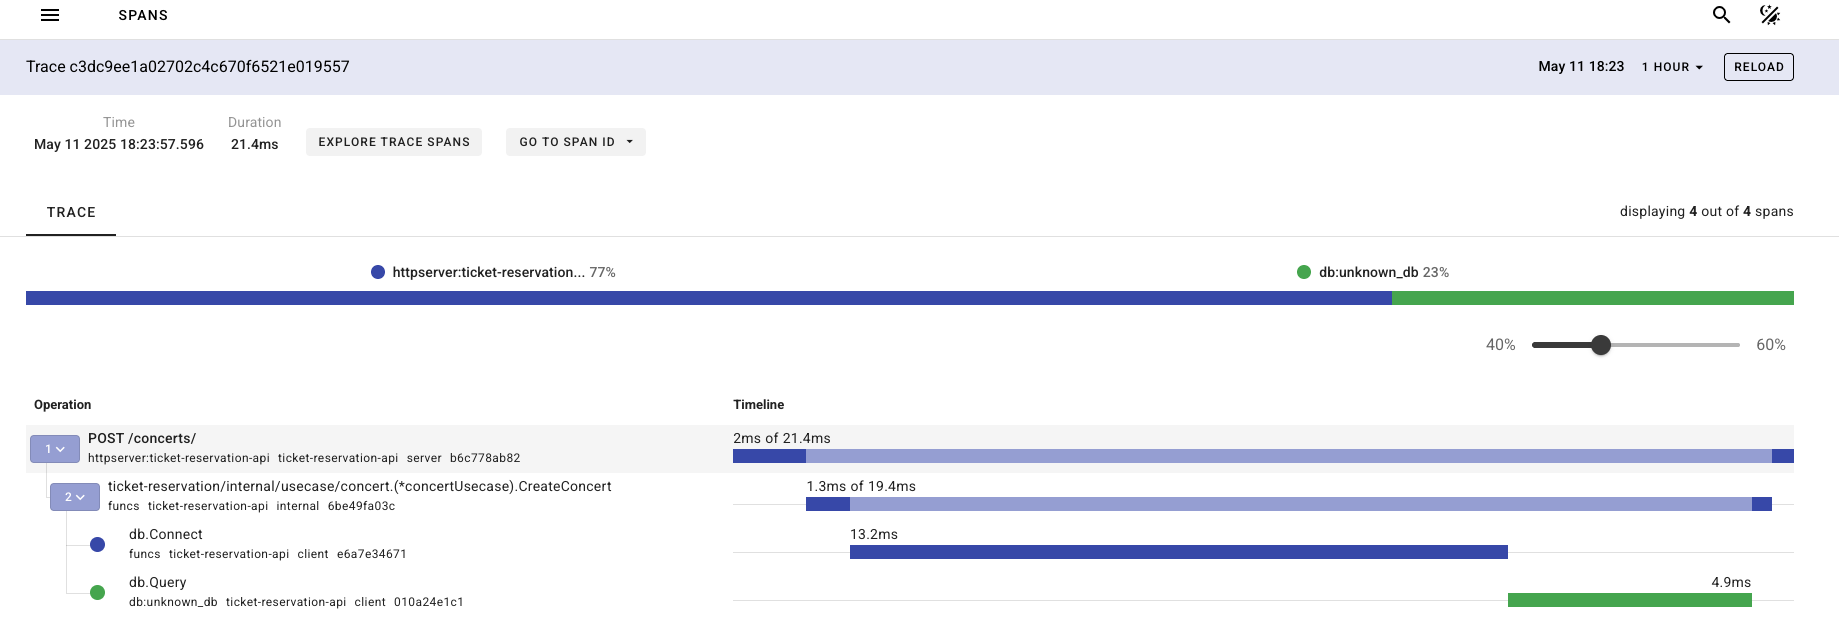 SPANS
Trace c3dc9ee1a02702c4c670f6521e019557
May 11 18:23 1 HOUR RELOAD
Time Duration
May 11 2025 18:23:57.596 21.4ms EXPLORE TRACE SPANS GO TO SPAN ID
TRACE
displaying 4 out of 4 spans
httpserver:ticket-reservation... 77% db:unknown_db 23%
40% 60%
Operation Timeline
1 POST /concerts/ 2ms of 21.4ms
httpserver:ticket-reservation-api ticket-reservation-api server b6c778ab82
2 ticket-reservation/internal/usecase/concert.(*concertUsecase).CreateConcert 1.3ms of 19.4ms
funcs ticket-reservation-api internal 6be49fa03c
db.Connect 13.2ms
funcs ticket-reservation-api client e6a7e34671
db.Query 4.9ms
db:unknown_db ticket-reservation-api client 010a24e1c1